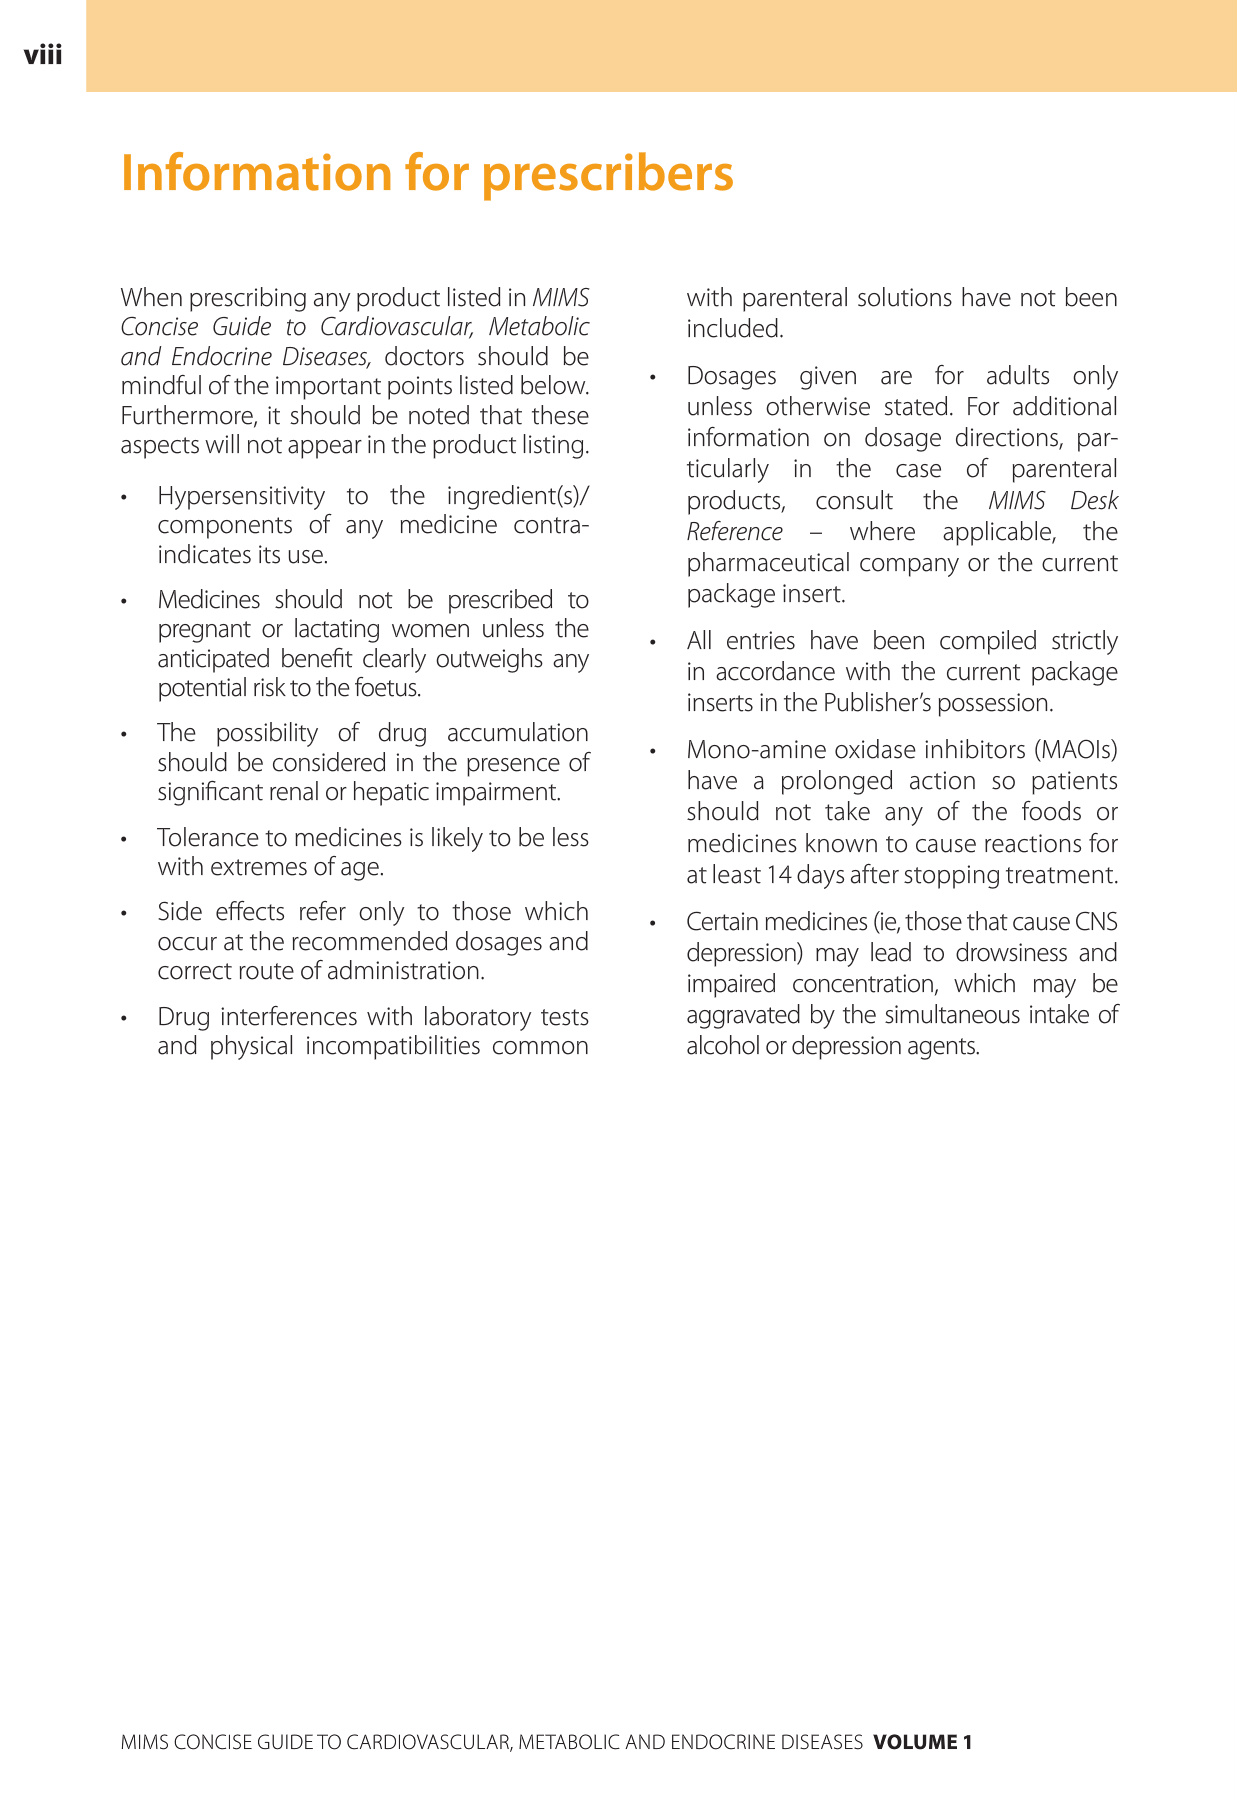 viii
Information for prescribers
When prescribing any product listed in MIMS
Concise Guide to Cardiovascular, Metabolic
and Endocrine Diseases, doctors should be
mindful of the important points listed below.
Furthermore, it should be noted that these
aspects will not appear in the product listing.
• Hypersensitivity to the ingredient(s)/
components of any medicine contra-
indicates its use.
• Medicines should not be prescribed to
pregnant or lactating women unless the
anticipated benefit clearly outweighs any
potential risk to the foetus.
• The possibility of drug accumulation
should be considered in the presence of
significant renal or hepatic impairment.
• Tolerance to medicines is likely to be less
with extremes of age.
• Side effects refer only to those which
occur at the recommended dosages and
correct route of administration.
• Drug interferences with laboratory tests
and physical incompatibilities common
with parenteral solutions have not been
included.
• Dosages given are for adults only
unless otherwise stated. For additional
information on dosage directions, par-
ticularly in the case of parenteral
products, consult the MIMS Desk
Reference – where applicable, the
pharmaceutical company or the current
package insert.
• All entries have been compiled strictly
in accordance with the current package
inserts in the Publisher’s possession.
• Mono-amine oxidase inhibitors (MAOIs)
have a prolonged action so patients
should not take any of the foods or
medicines known to cause reactions for
at least 14 days after stopping treatment.
• Certain medicines (ie, those that cause CNS
depression) may lead to drowsiness and
impaired concentration, which may be
aggravated by the simultaneous intake of
alcohol or depression agents.
MIMS CONCISE GUIDE TO CARDIOVASCULAR, METABOLIC AND ENDOCRINE DISEASES VOLUME 1